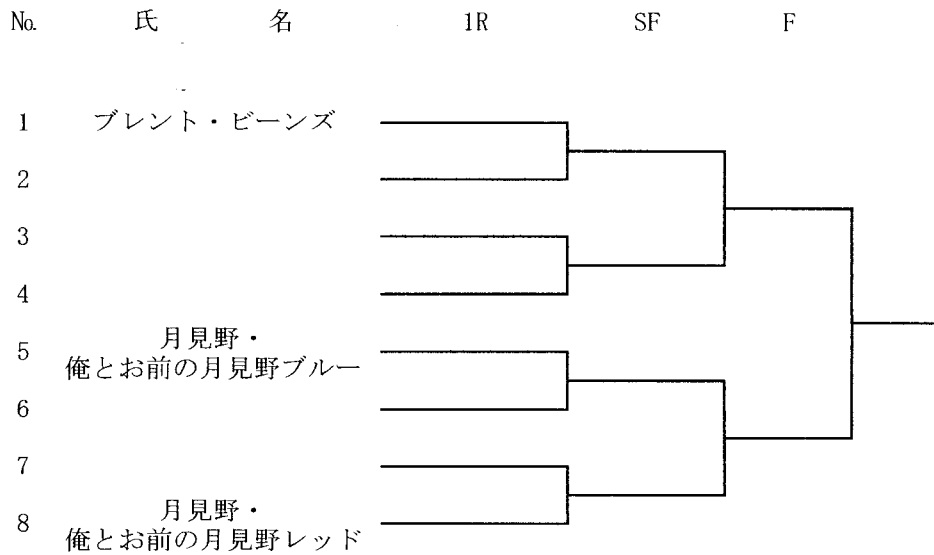 No. 氏 名 1R SF F
1 ブレント・ビーンズ
2
3
4
5 月見野・
俺とお前の月見野ブルー
6
7
8 月見野・
俺とお前の月見野レッド